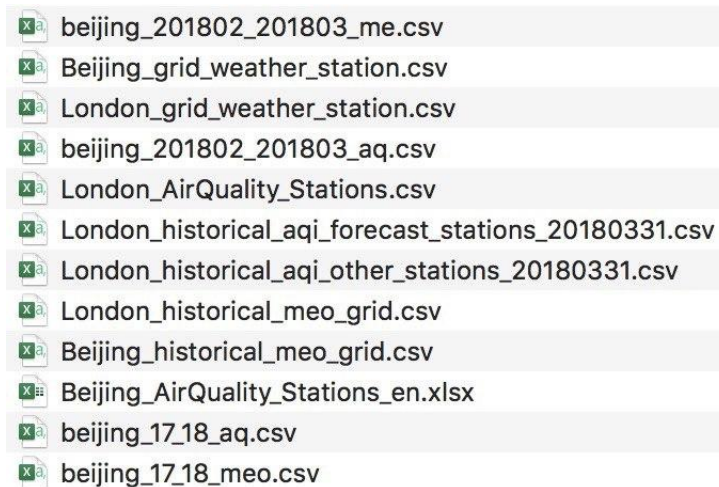 beijing_201802_201803_me.csv
Beijing_grid_weather_station.csv
London_grid_weather_station.csv
beijing_201802_201803_aq.csv
London_AirQuality_Stations.csv
London_historical_aqi_forecast_stations_20180331.csv
London_historical_aqi_other_stations_20180331.csv
London_historical_meo_grid.csv
Beijing_historical_meo_grid.csv
Beijing_AirQuality_Stations_en.xlsx
beijing_17_18_aq.csv
beijing_17_18_meo.csv